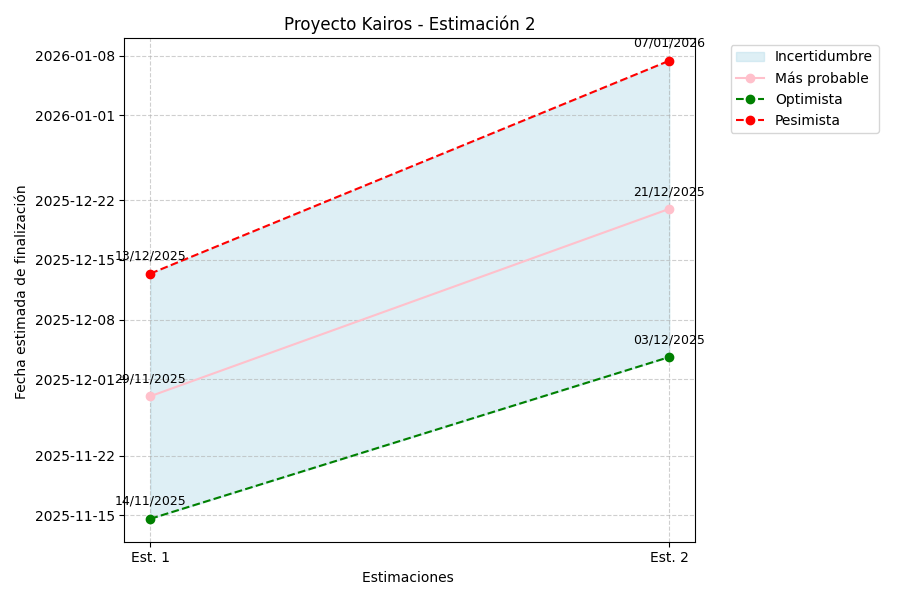 Proyecto Kairos - Estimación 2
Incertidumbre
Más probable
Optimista
Pesimista
Fecha estimada de finalización
2026-01-08
2026-01-01
2025-12-22
2025-12-15
2025-12-08
2025-12-01
2025-11-22
2025-11-15
07/01/2026
21/12/2025
13/12/2025
03/12/2025
29/11/2025
14/11/2025
Est. 1
Est. 2
Estimaciones